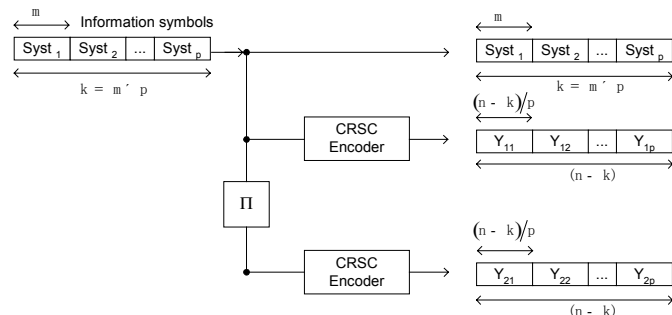 Information symbols
m
Syst 1 Syst 2 ... Syst p
k = m ´ p
m
Syst 1 Syst 2 ... Syst p
k = m ´ p
CRSC Encoder
(n - k)/p
Y11 Y12 ... Y1p
(n - k)
Π
CRSC Encoder
(n - k)/p
Y21 Y22 ... Y2p
(n - k)